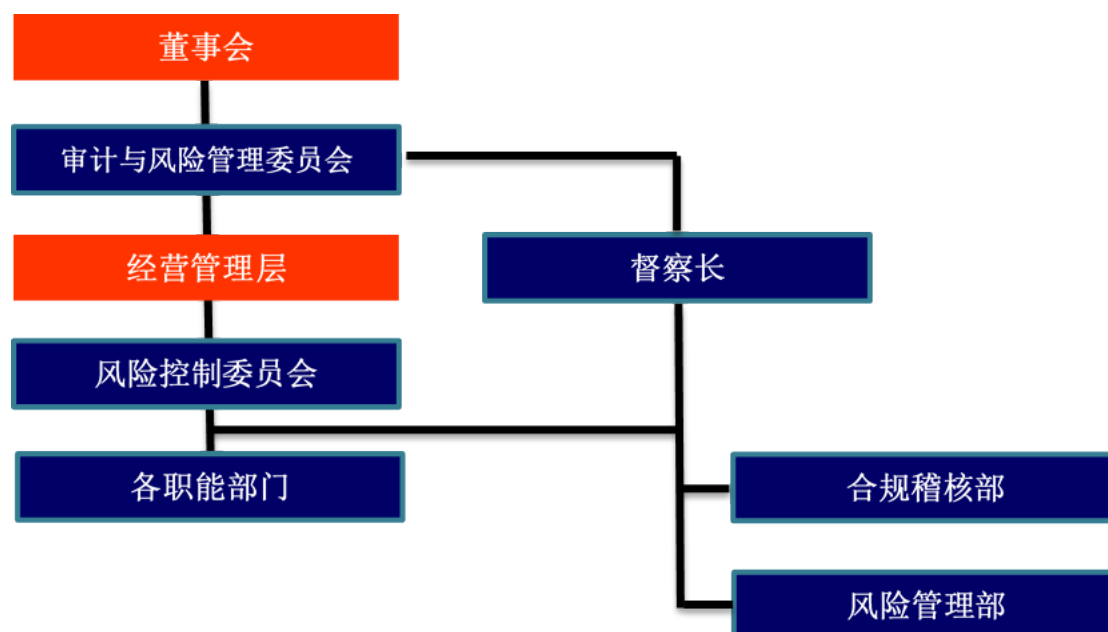 董事会
审计与风险管理委员会
经营管理层
督察长
风险控制委员会
各职能部门
合规稽核部
风险管理部